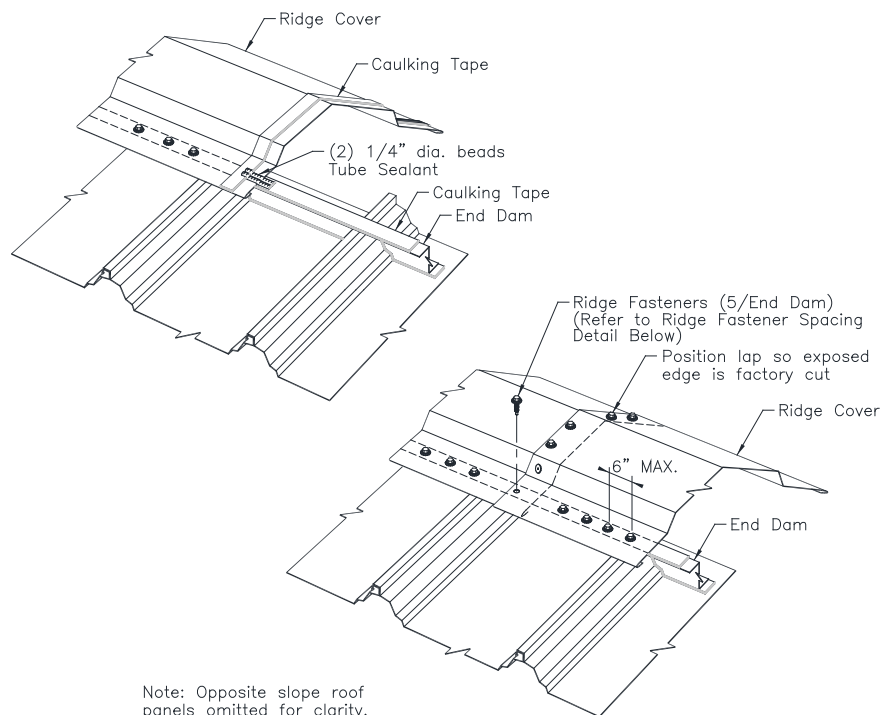 Ridge Cover
Caulking Tape
(2) 1/4" dia. beads
Tube Sealant
Caulking Tape
End Dam
Ridge Fasteners (5/End Dam)
(Refer to Ridge Fastener Spacing
Detail Below)
Position lap so exposed
edge is factory cut
Ridge Cover
6" MAX.
End Dam
Note: Opposite slope roof
panels omitted for clarity.